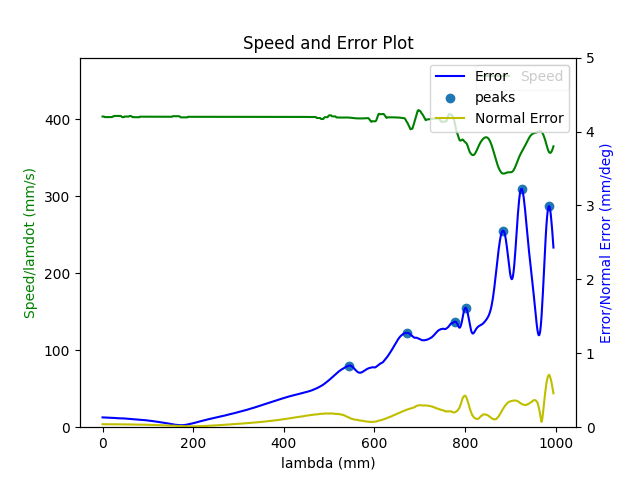 Speed and Error Plot
Error
Speed
peaks
Normal Error
Speed/lamdot (mm/s)
400
300
200
100
0
5
4
3
2
1
0
Error/Normal Error (mm/deg)
0 200 400 600 800 1000
lambda (mm)